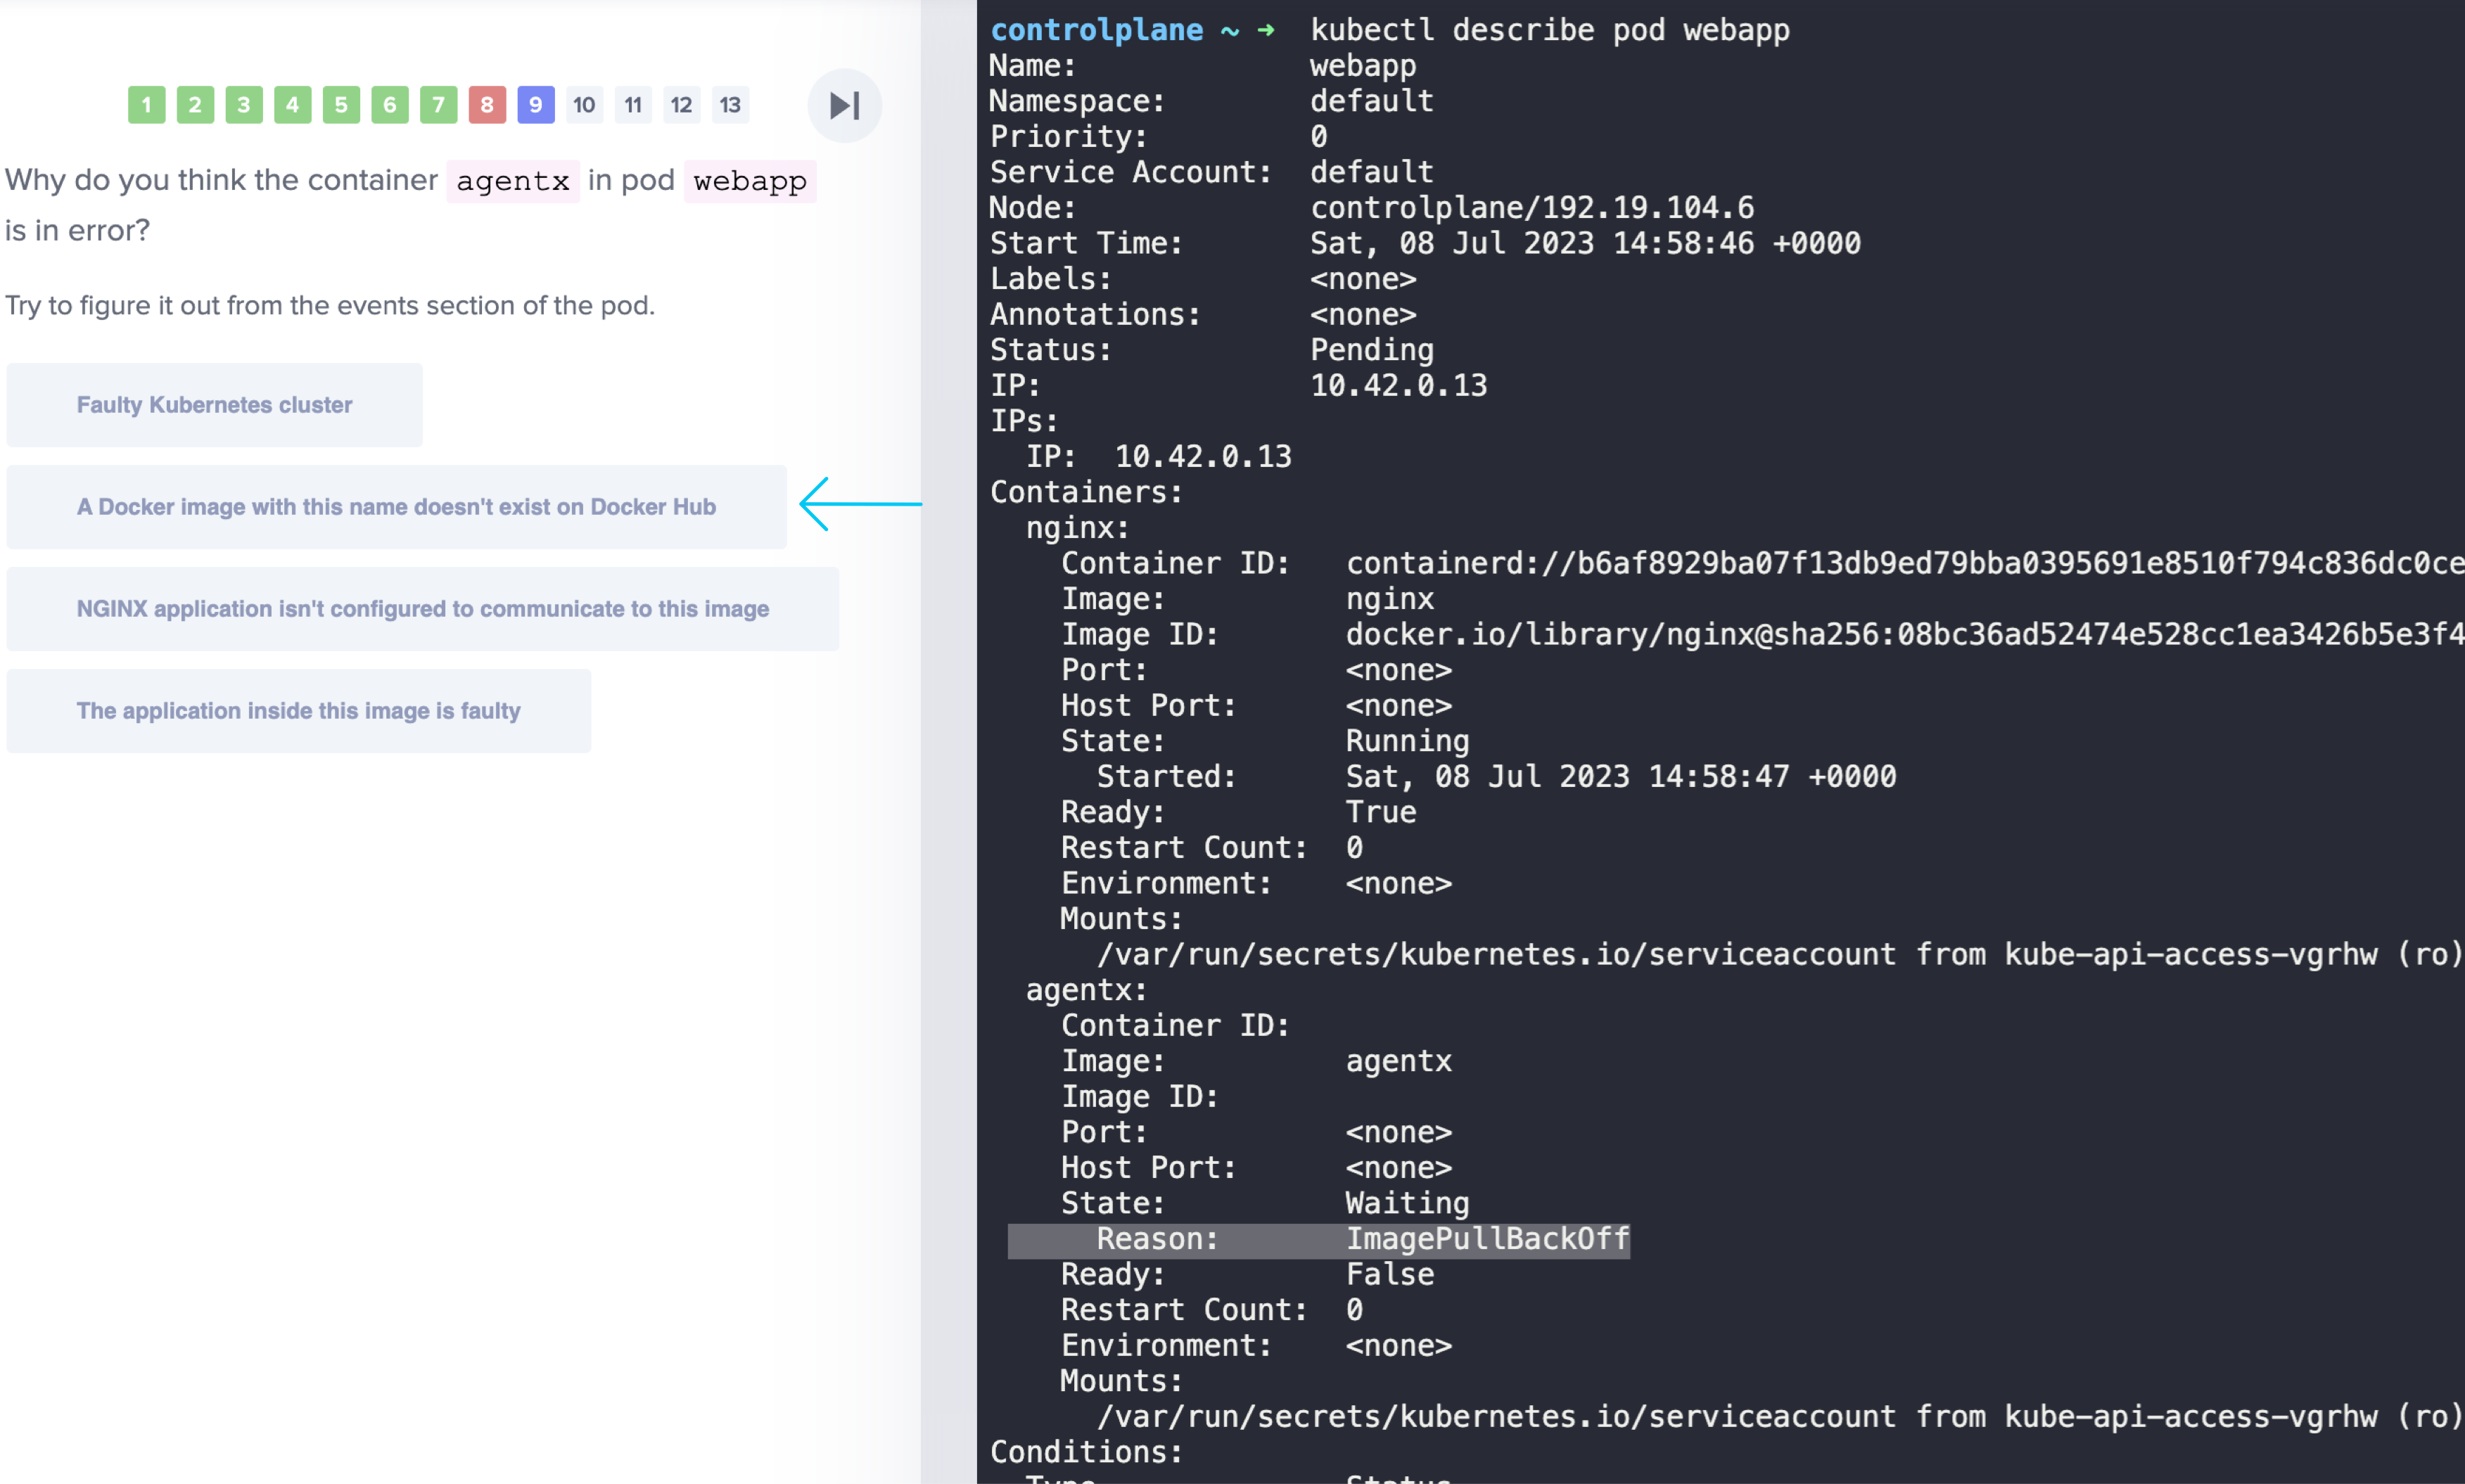 1 2 3 4 5 6 7 8 9 10 11 12 13
Why do you think the container agentx in pod webapp
is in error?
Try to figure it out from the events section of the pod.
Faulty Kubernetes cluster
A Docker image with this name doesn't exist on Docker Hub
NGINX application isn't configured to communicate to this image
The application inside this image is faulty
controlplane ~ ➜  kubectl describe pod webapp
Name:             webapp
Namespace:        default
Priority:         0
Service Account:  default
Node:             controlplane/192.19.104.6
Start Time:       Sat, 08 Jul 2023 14:58:46 +0000
Labels:           <none>
Annotations:      <none>
Status:           Pending
IP:               10.42.0.13
IPs:
  IP:  10.42.0.13
Containers:
  nginx:
    Container ID:   containerd://b6af8929ba07f13db9ed79bba0395691e8510f794c836dc0ce
    Image:          nginx
    Image ID:       docker.io/library/nginx@sha256:08bc36ad52474e528cc1ea3426b5e3f4
    Port:           <none>
    Host Port:      <none>
    State:          Running
      Started:      Sat, 08 Jul 2023 14:58:47 +0000
    Ready:          True
    Restart Count:  0
    Environment:    <none>
    Mounts:
      /var/run/secrets/kubernetes.io/serviceaccount from kube-api-access-vgrhw (ro)
  agentx:
    Container ID:
    Image:          agentx
    Image ID:
    Port:           <none>
    Host Port:      <none>
    State:          Waiting
      Reason:       ImagePullBackOff
    Ready:          False
    Restart Count:  0
    Environment:    <none>
    Mounts:
      /var/run/secrets/kubernetes.io/serviceaccount from kube-api-access-vgrhw (ro)
Conditions:
  Type              Status